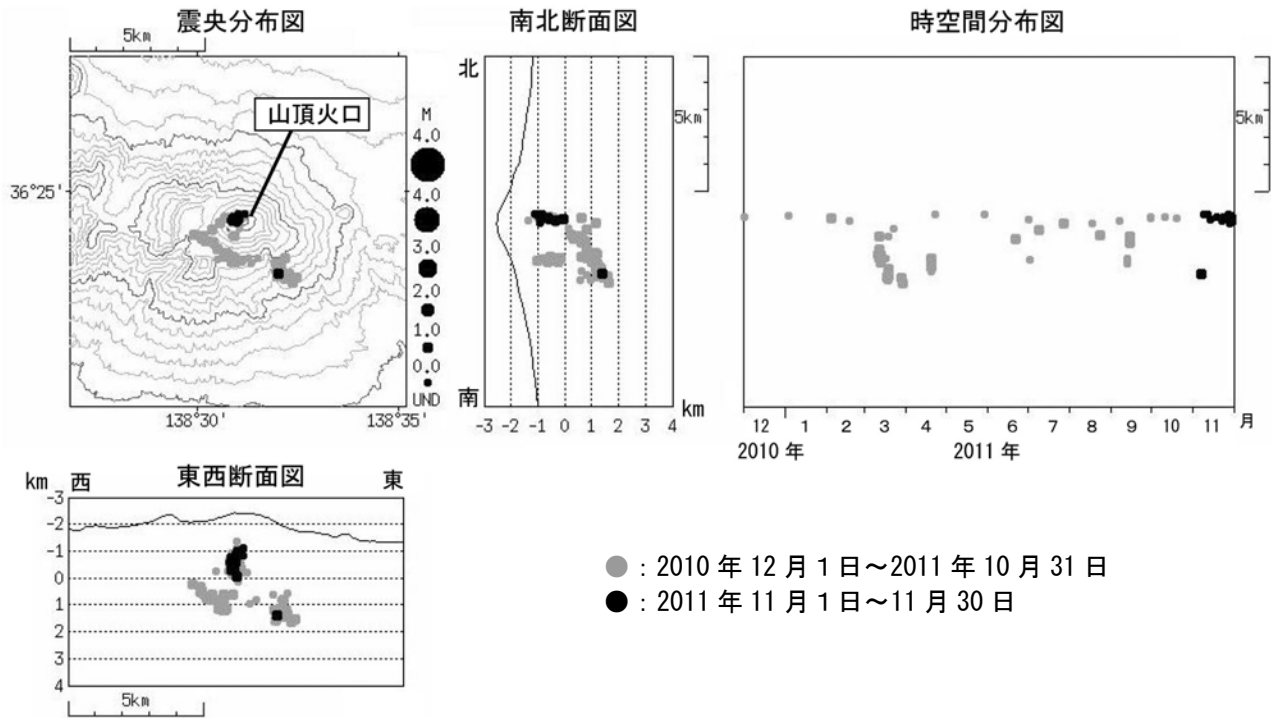 震央分布図
5km
山頂火口
36°25'
138°30'
138°35'
M
4.0
4.0
3.0
2.0
1.0
0.0
UND
南北断面図
北
南
5km
-3 -2 -1 0 1 2 3 4
km
時空間分布図
5km
12 1 2 3 4 5 6 7 8 9 10 11 月
2010 年 2011 年
東西断面図
km 西 東
-3
-2
-1
0
1
2
3
4
5km
●:2010 年 12 月 1 日~2011 年 10 月 31 日
●:2011 年 11 月 1 日~11 月 30 日